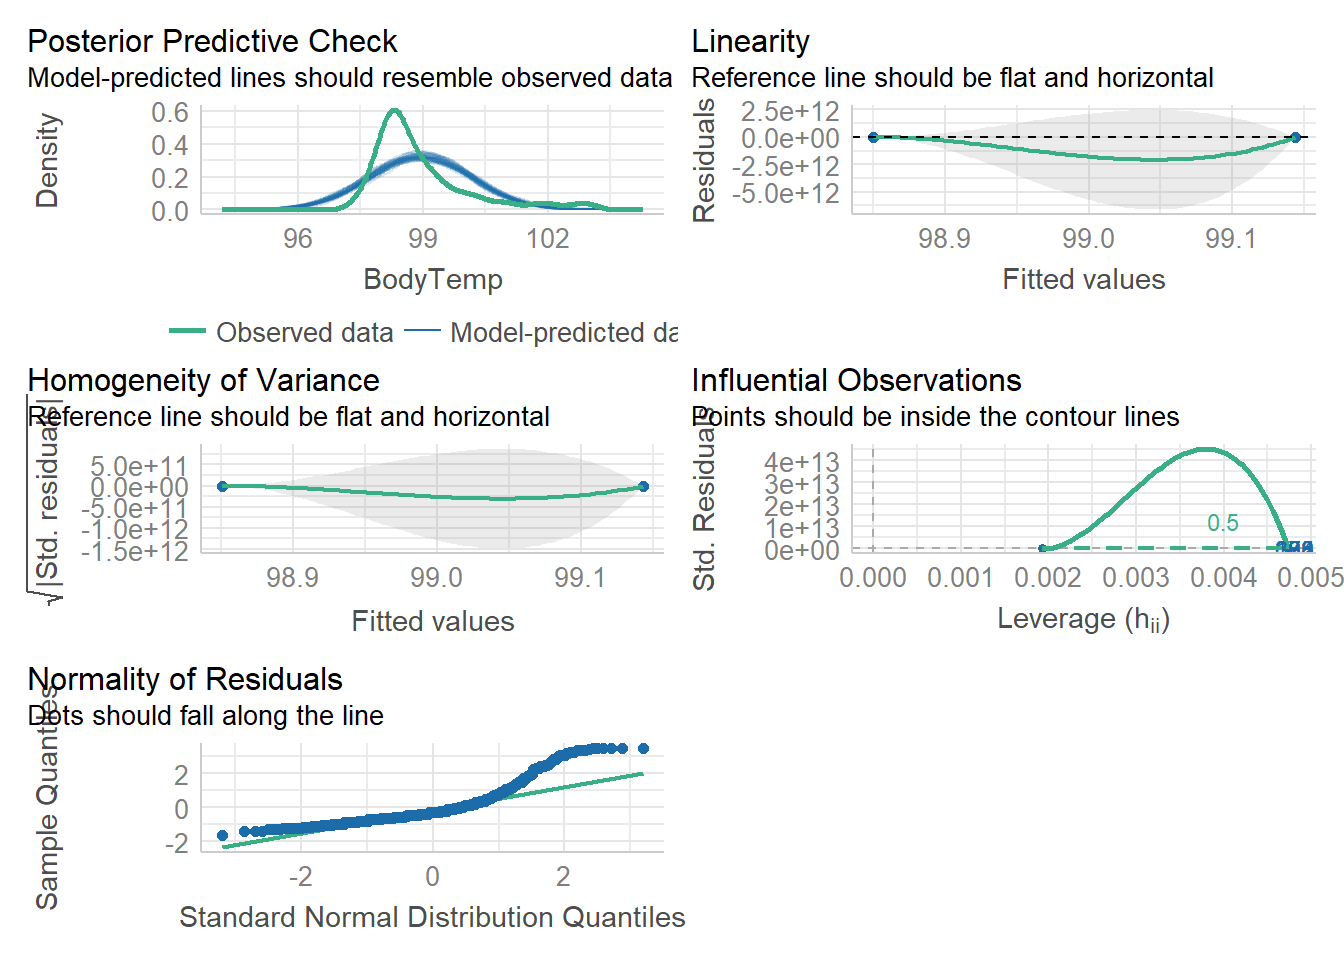 Posterior Predictive Check
Model-predicted lines should resemble observed data
Density
0.6
0.4
0.2
0.0
96 99 102
BodyTemp
Observed data Model-predicted da
Linearity
Reference line should be flat and horizontal
Residuals
2.5e+12
0.0e+00
-2.5e+12
-5.0e+12
98.9 99.0 99.1
Fitted values
Homogeneity of Variance
Reference line should be flat and horizontal
√|Std. residuals|
5.0e+11
0.0e+00
-5.0e+11
-1.0e+12
-1.5e+12
98.9 99.0 99.1
Fitted values
Influential Observations
Points should be inside the contour lines
Std. Residuals
4e+13
3e+13
2e+13
1e+13
0e+00
0.5
0.000 0.001 0.002 0.003 0.004 0.005
Leverage (hii)
Normality of Residuals
Dots should fall along the line
Sample Quantiles
2
0
-2
-2 0 2
Standard Normal Distribution Quantiles